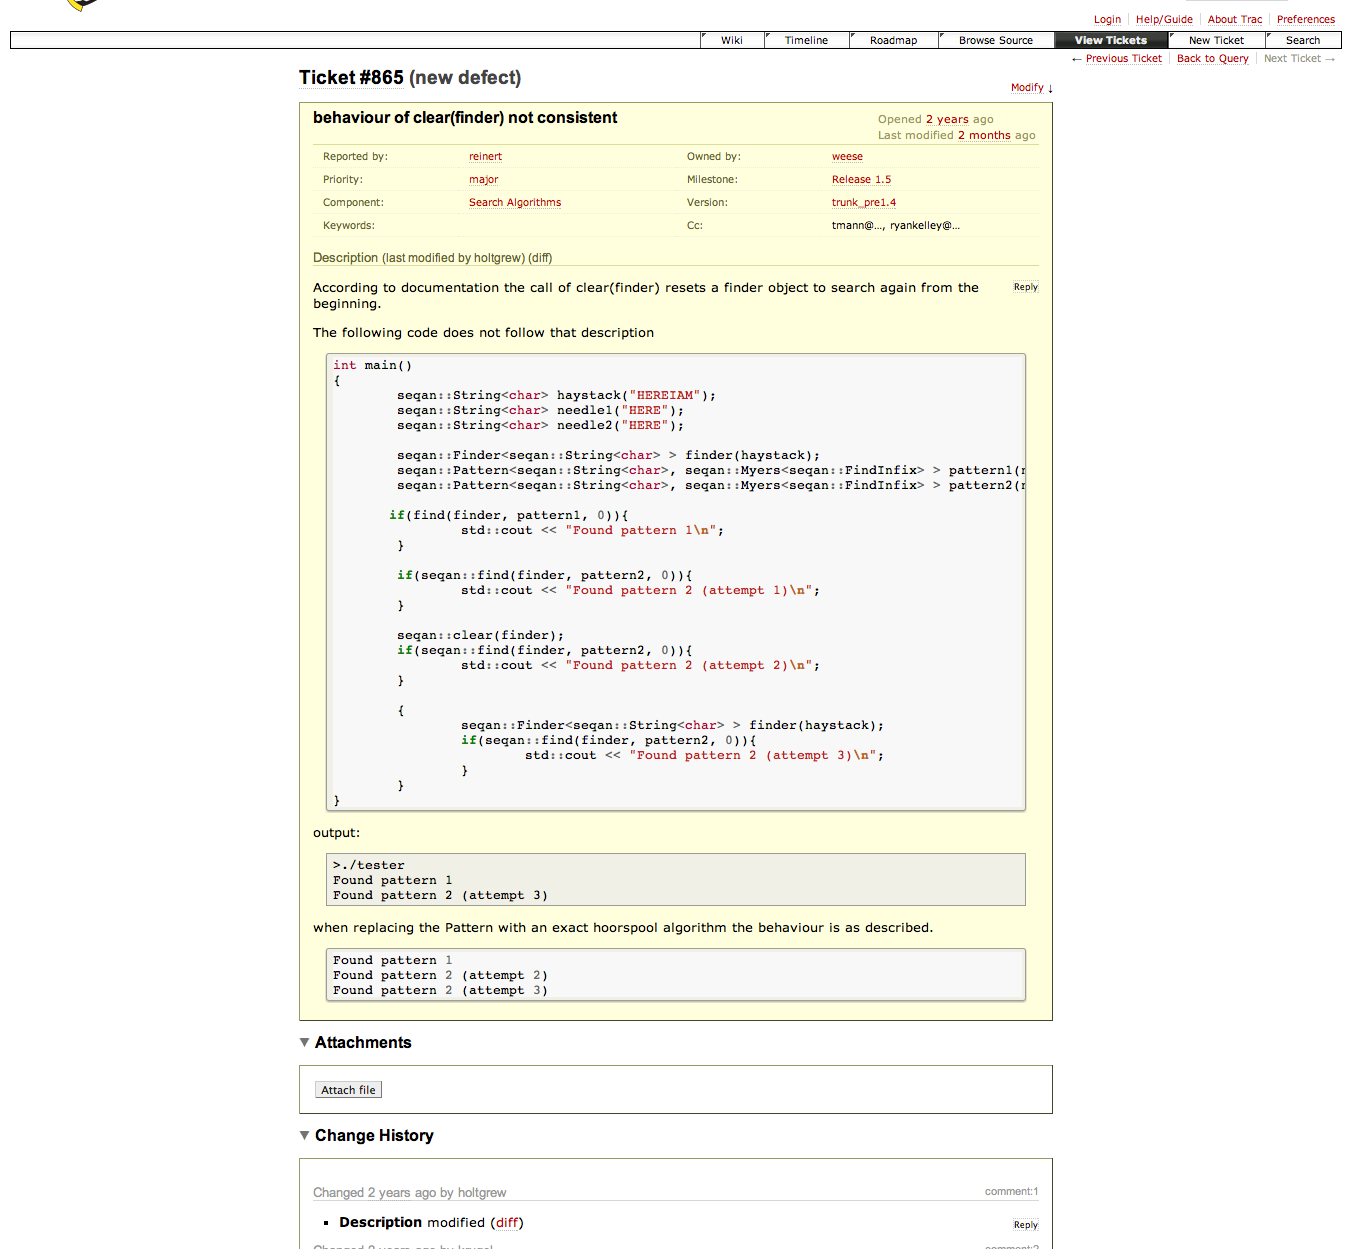 Login Help/Guide About Trac Preferences
Wiki Timeline Roadmap Browse Source View Tickets New Ticket Search
← Previous Ticket Back to Query Next Ticket →
Ticket #865 (new defect)
Modify ↓
behaviour of clear(finder) not consistent
Opened 2 years ago
Last modified 2 months ago
Reported by: reinert Owned by: weese
Priority: major Milestone: Release 1.5
Component: Search Algorithms Version: trunk_pre1.4
Keywords: Cc: tmann@..., ryankelley@...
Description (last modified by holtgrew) (diff)
According to documentation the call of clear(finder) resets a finder object to search again from the Reply
beginning.
The following code does not follow that description
int main()
{
seqan::String<char> haystack("HEREIAM");
seqan::String<char> needle1("HERE");
seqan::String<char> needle2("HERE");
seqan::Finder<seqan::String<char> > finder(haystack);
seqan::Pattern<seqan::String<char>, seqan::Myers<seqan::FindInfix> > pattern1(
seqan::Pattern<seqan::String<char>, seqan::Myers<seqan::FindInfix> > pattern2(
if(find(finder, pattern1, 0)){
std::cout << "Found pattern 1\n";
}
if(seqan::find(finder, pattern2, 0)){
std::cout << "Found pattern 2 (attempt 1)\n";
}
seqan::clear(finder);
if(seqan::find(finder, pattern2, 0)){
std::cout << "Found pattern 2 (attempt 2)\n";
}
{
seqan::Finder<seqan::String<char> > finder(haystack);
if(seqan::find(finder, pattern2, 0)){
std::cout << "Found pattern 2 (attempt 3)\n";
}
}
}
output:
>./tester
Found pattern 1
Found pattern 2 (attempt 3)
when replacing the Pattern with an exact hoorspool algorithm the behaviour is as described.
Found pattern 1
Found pattern 2 (attempt 2)
Found pattern 2 (attempt 3)
Attachments
Attach file
Change History
Changed 2 years ago by holtgrew comment:1
Description modified (diff)
Reply